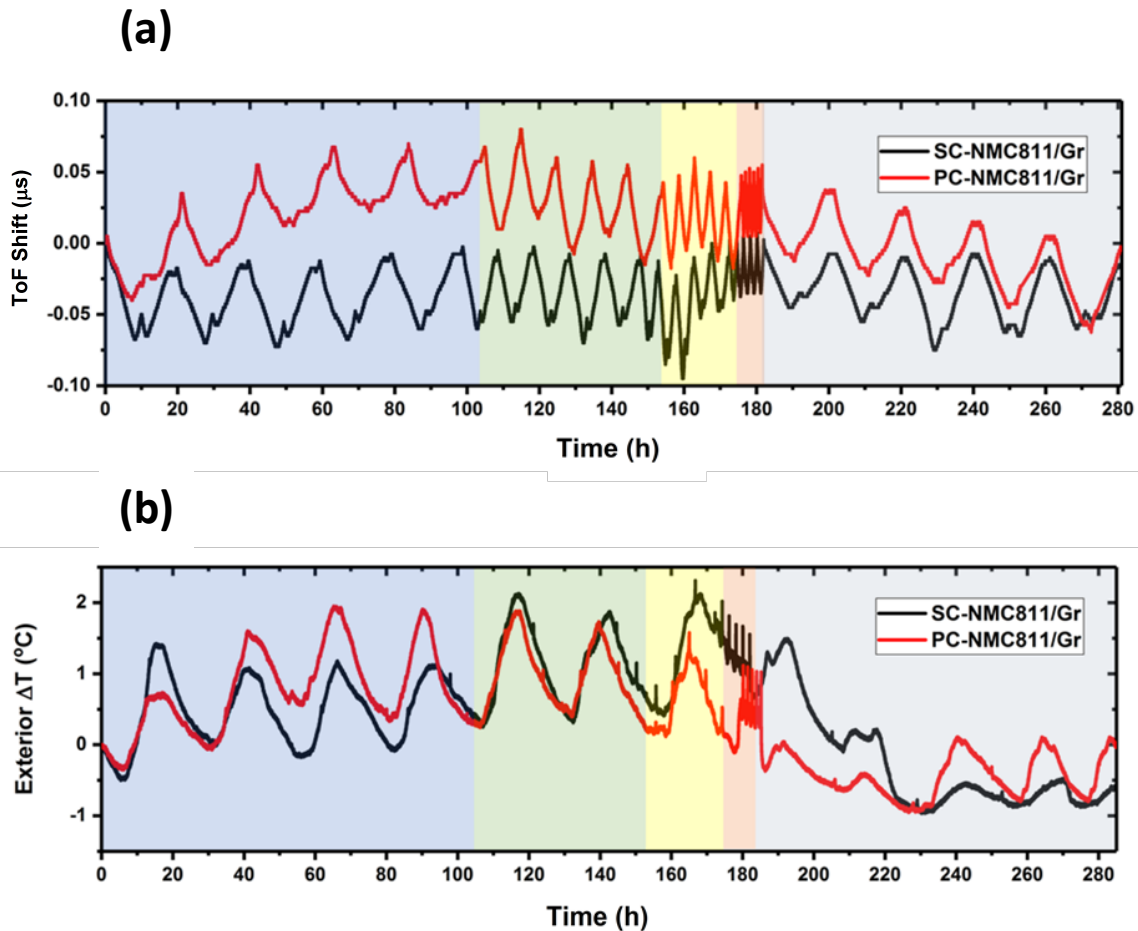 (a)
0.10
0.05
0.00
-0.05
-0.10
ToF Shift (μs)
SC-NMC811/Gr
PC-NMC811/Gr
0 20 40 60 80 100 120 140 160 180 200 220 240 260 280
Time (h)
(b)
2
1
0
-1
Exterior ΔT (°C)
SC-NMC811/Gr
PC-NMC811/Gr
0 20 40 60 80 100 120 140 160 180 200 220 240 260 280
Time (h)